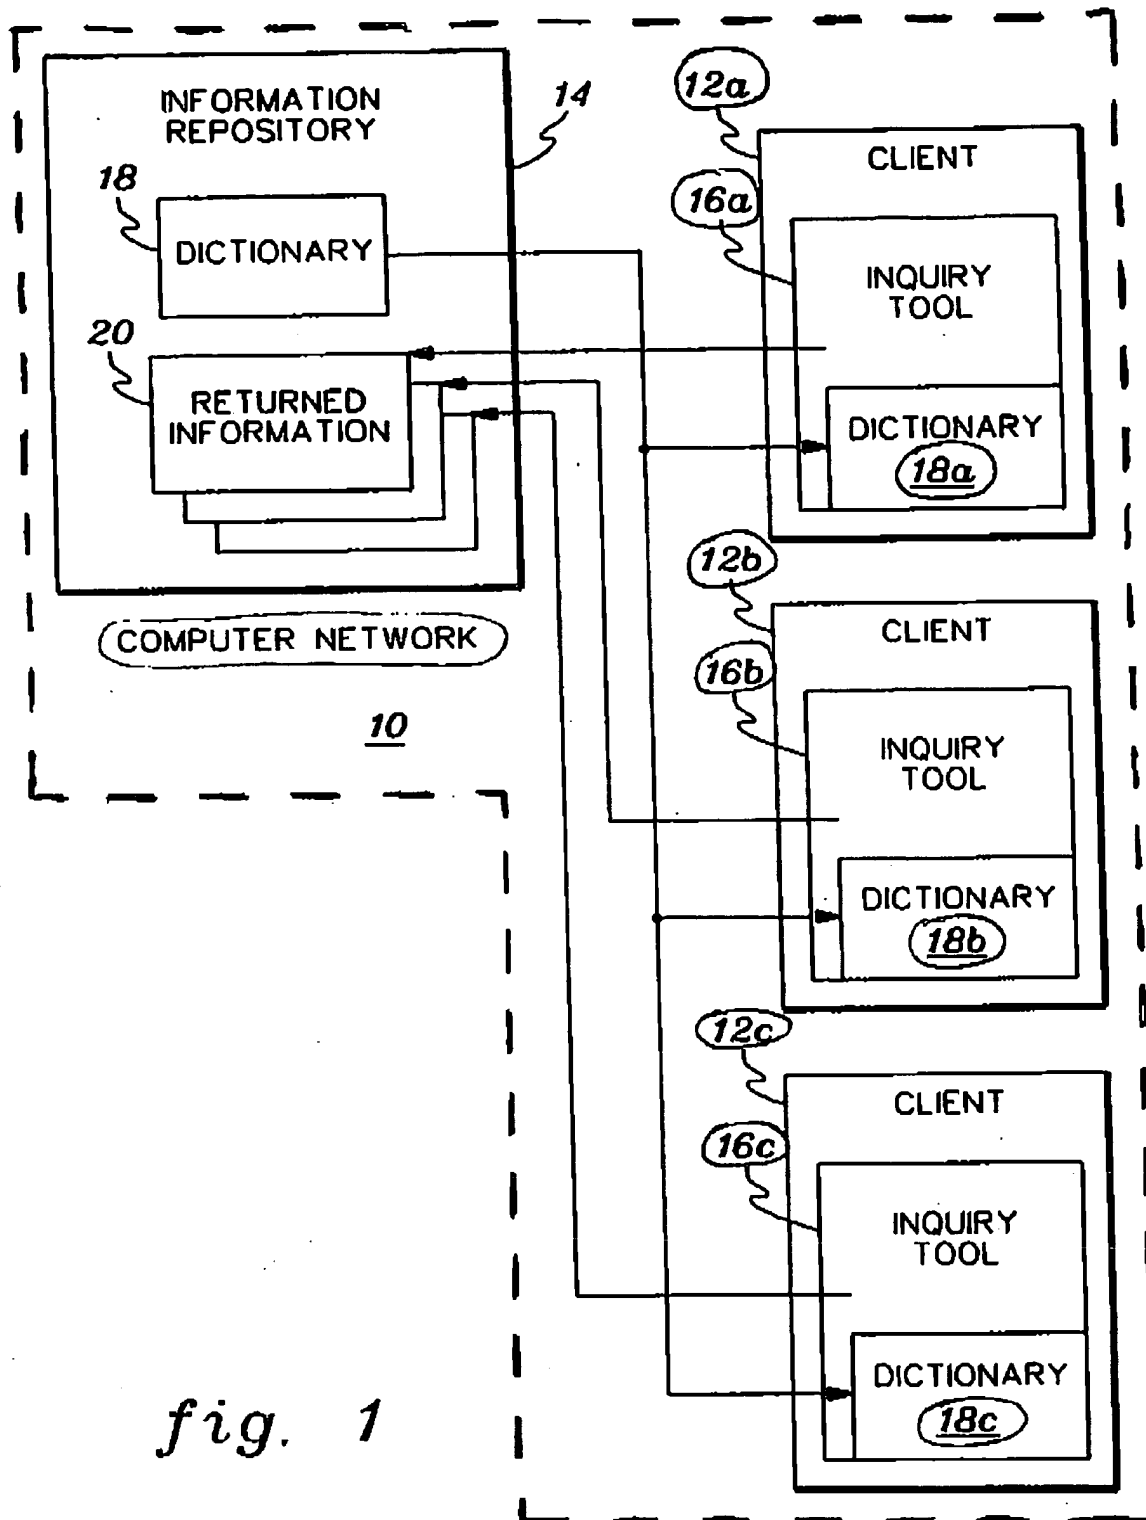 INFORMATION
REPOSITORY
14
18
DICTIONARY
20
RETURNED
INFORMATION
COMPUTER NETWORK
10
12a
CLIENT
16a
INQUIRY
TOOL
DICTIONARY
18a
12b
CLIENT
16b
INQUIRY
TOOL
DICTIONARY
18b
12c
CLIENT
16c
INQUIRY
TOOL
DICTIONARY
18c
fig. 1